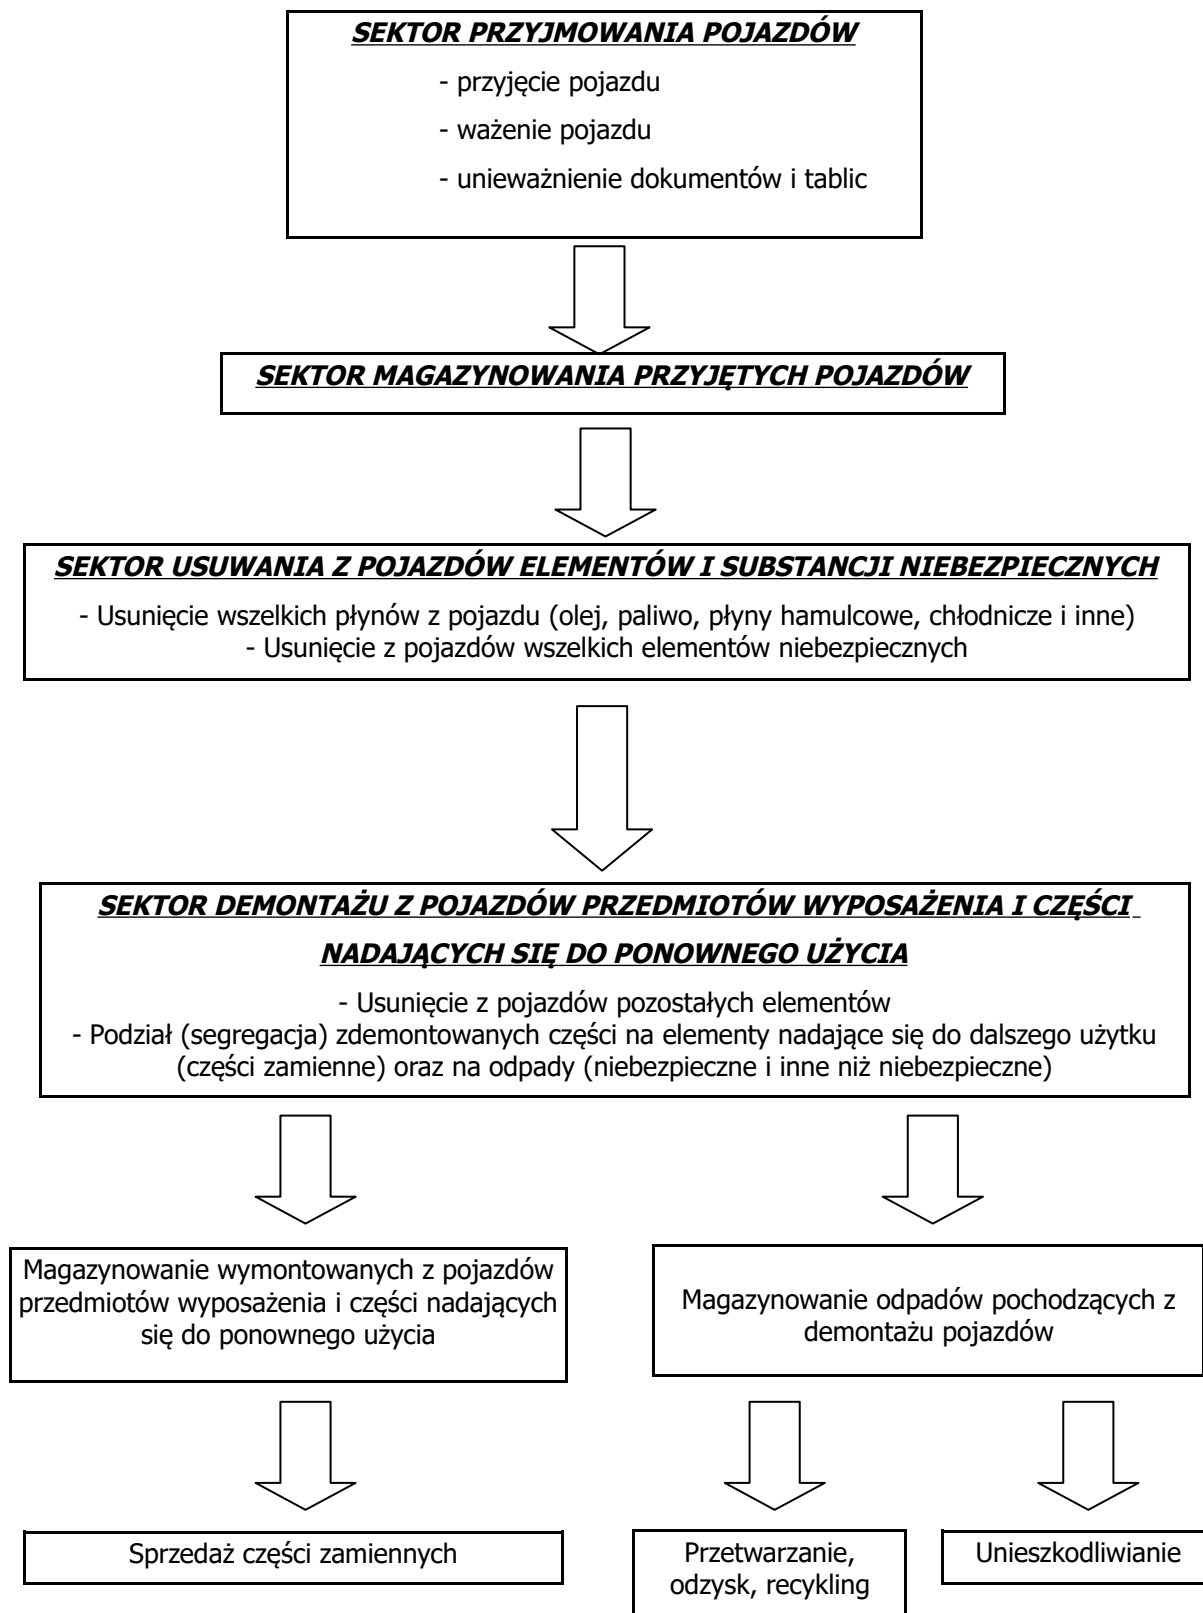 SEKTOR PRZYJMOWANIA POJAZDÓW
- przyjęcie pojazdu
- ważenie pojazdu
- unieważnienie dokumentów i tablic
SEKTOR MAGAZYNOWANIA PRZYJĘTYCH POJAZDÓW
SEKTOR USUWANIA Z POJAZDÓW ELEMENTÓW I SUBSTANCJI NIEBEZPIECZNYCH
- Usunięcie wszelkich płynów z pojazdu (olej, paliwo, płyny hamulcowe, chłodnicze i inne)
- Usunięcie z pojazdów wszelkich elementów niebezpiecznych
SEKTOR DEMONTAŻU Z POJAZDÓW PRZEDMIOTÓW WYPOSAŻENIA I CZĘŚCI
NADAJĄCYCH SIĘ DO PONOWNEGO UŻYCIA
- Usunięcie z pojazdów pozostałych elementów
- Podział (segregacja) zdemontowanych części na elementy nadające się do dalszego użytku
(części zamienne) oraz na odpady (niebezpieczne i inne niż niebezpieczne)
Magazynowanie wymontowanych z pojazdów
przedmiotów wyposażenia i części nadających
się do ponownego użycia
Magazynowanie odpadów pochodzących z
demontażu pojazdów
Sprzedaż części zamiennych
Przetwarzanie,
odzysk, recykling
Unieszkodliwianie